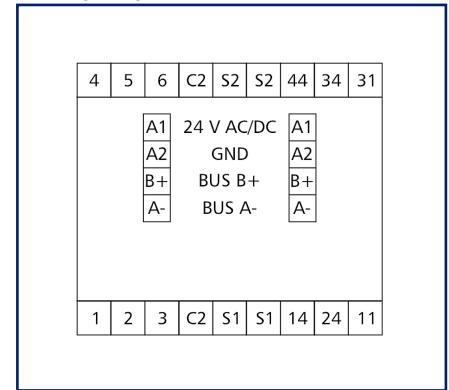 4 5 6 C2 S2 S2 44 34 31
A1 24 V AC/DC A1
A2 GND A2
B+ BUS B+ B+
A- BUS A- A-
1 2 3 C2 S1 S1 14 24 11